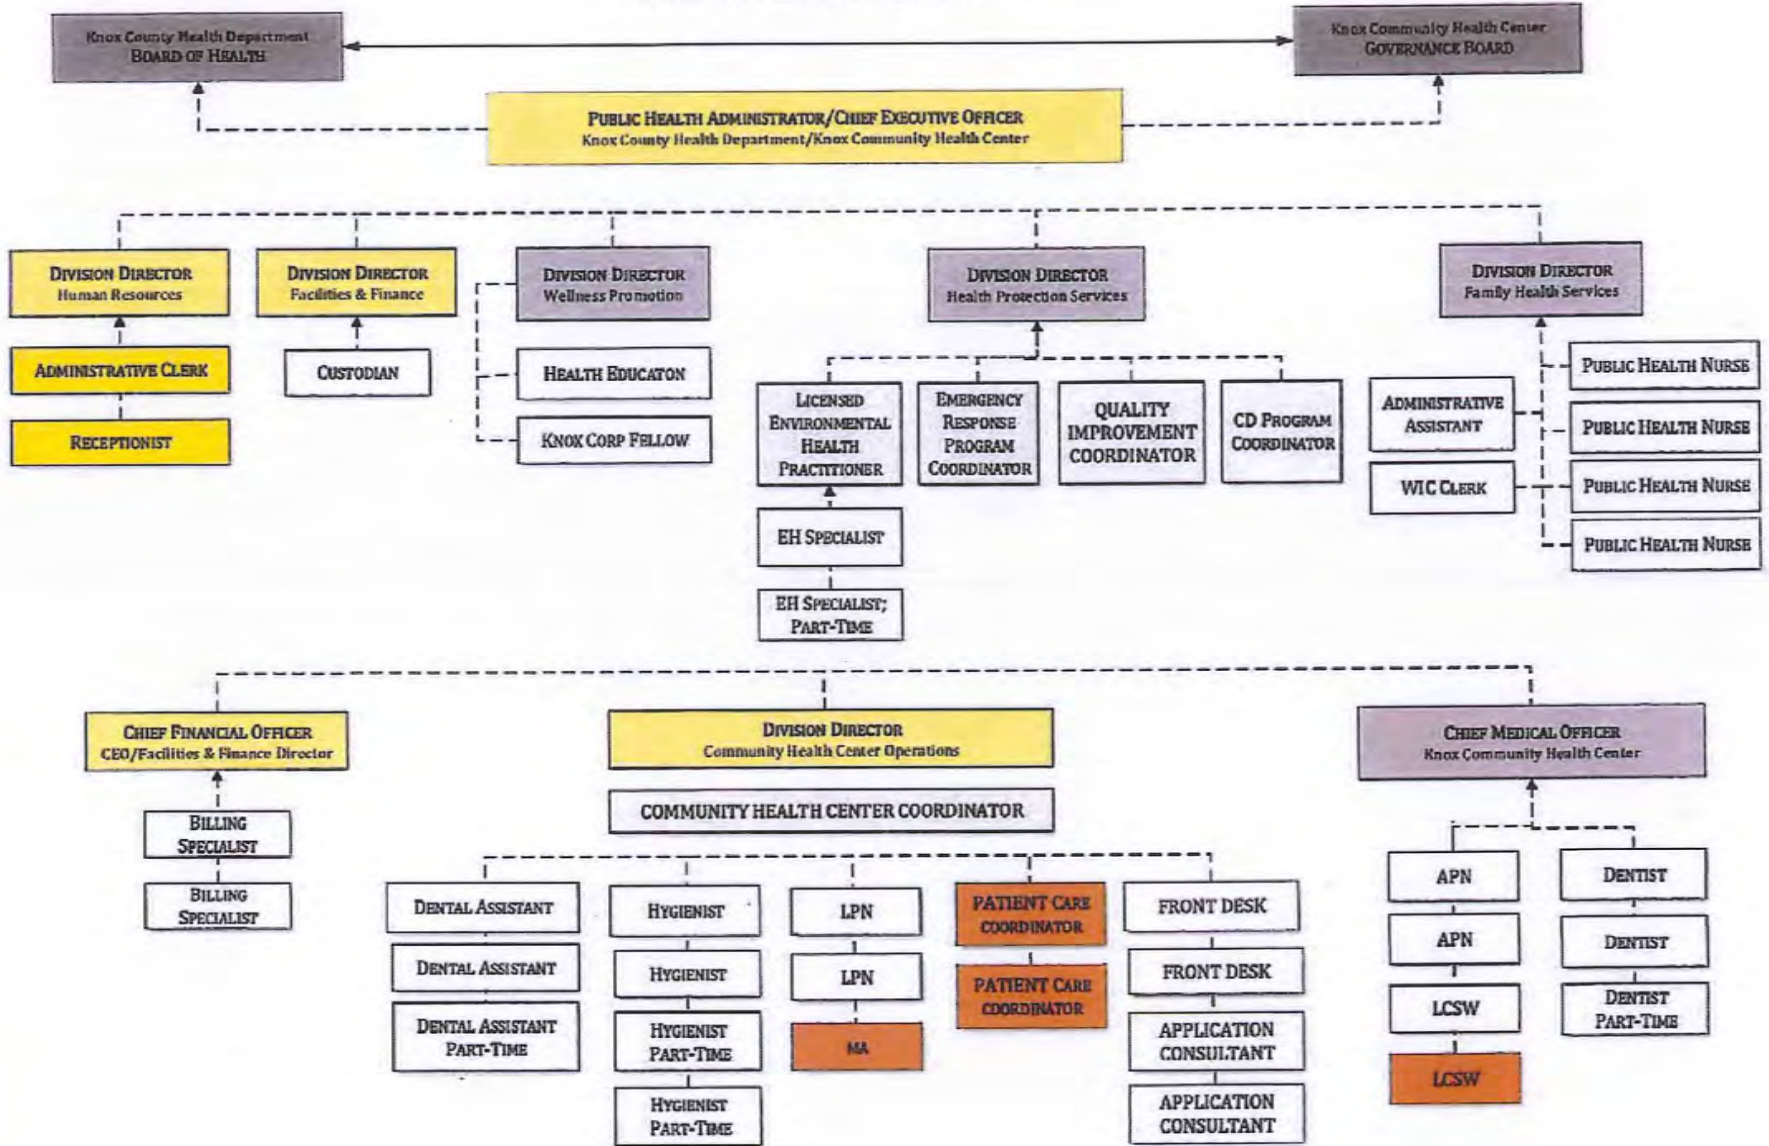 Knox County Health Department
BOARD OF HEALTH
Knox Community Health Center
GOVERNANCE BOARD
PUBLIC HEALTH ADMINISTRATOR/CHIEF EXECUTIVE OFFICER
Knox County Health Department/Knox Community Health Center
DIVISION DIRECTOR
Human Resources
DIVISION DIRECTOR
Facilities & Finance
DIVISION DIRECTOR
Wellness Promotion
DIVISION DIRECTOR
Health Protection Services
DIVISION DIRECTOR
Family Health Services
ADMINISTRATIVE CLERK
RECEPTIONIST
CUSTODIAN
HEALTH EDUCATON
KNOX CORP FELLOW
LICENSED
ENVIRONMENTAL
HEALTH
PRACTITIONER
EMERGENCY
RESPONSE
PROGRAM
COORDINATOR
QUALITY
IMPROVEMENT
COORDINATOR
CD PROGRAM
COORDINATOR
EH SPECIALIST
EH SPECIALIST;
PART-TIME
ADMINISTRATIVE
ASSISTANT
WIC CLERK
PUBLIC HEALTH NURSE
PUBLIC HEALTH NURSE
PUBLIC HEALTH NURSE
PUBLIC HEALTH NURSE
CHIEF FINANCIAL OFFICER
CEO/Facilities & Finance Director
DIVISION DIRECTOR
Community Health Center Operations
CHIEF MEDICAL OFFICER
Knox Community Health Center
BILLING
SPECIALIST
BILLING
SPECIALIST
COMMUNITY HEALTH CENTER COORDINATOR
DENTAL ASSISTANT
DENTAL ASSISTANT
DENTAL ASSISTANT
PART-TIME
HYGIENIST
HYGIENIST
HYGIENIST
PART-TIME
HYGIENIST
PART-TIME
LPN
LPN
MA
PATIENT CARE
COORDINATOR
PATIENT CARE
COORDINATOR
FRONT DESK
FRONT DESK
APPLICATION
CONSULTANT
APPLICATION
CONSULTANT
APN
APN
LCSW
LCSW
DENTIST
DENTIST
DENTIST
PART-TIME